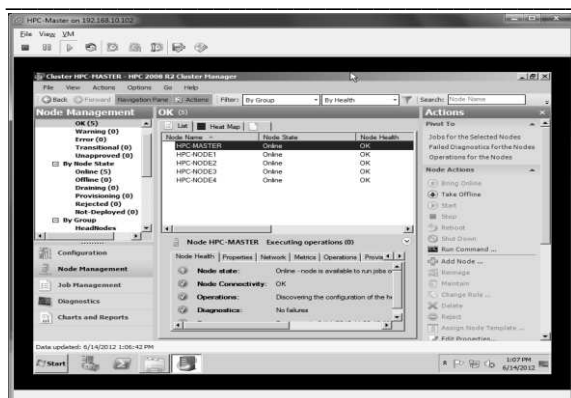 HPC-Master on 192.168.10.102
File View VM
Cluster HPC-MASTER - HPC 2008 R2 Cluster Manager
File View Actions Options Go Help
Back Forward Navigation Pane Actions Filter: By Group By Health Search: Node Name
Node Management
OK (5)
Warning (0)
Error (0)
Transitional (0)
Unapproved (0)
By Node State
Online (5)
Offline (0)
Draining (0)
Provisioning (0)
Rejected (0)
Not-Deployed (0)
By Group
HeadNodes
Configuration
Node Management
Job Management
Diagnostics
Charts and Reports
OK (5)
List Heat Map
Node Name Node State Node Health
HPC-MASTER Online OK
HPC-NODE1 Online OK
HPC-NODE2 Online OK
HPC-NODE3 Online OK
HPC-NODE4 Online OK
Node HPC-MASTER Executing operations (0)
Node Health Properties Network Metrics Operations Provis
Node state: Online - node is available to run jobs o
Node Connectivity: OK
Operations: Discovering the configuration of the he
Diagnostics: No failures
Actions
Pivot To
Jobs for the Selected Nodes
Failed Diagnostics for the Nodes
Operations for the Nodes
Node Actions
Bring Online
Take Offline
Start
Stop
Reboot
Shut Down
Run Command ...
Add Node ...
Reimage
Maintain
Change Role ...
Delete
Reject
Assign Node Template ...
Edit Properties...
Data updated: 6/14/2012 1:06:42 PM
Start
1:07 PM
6/14/2012